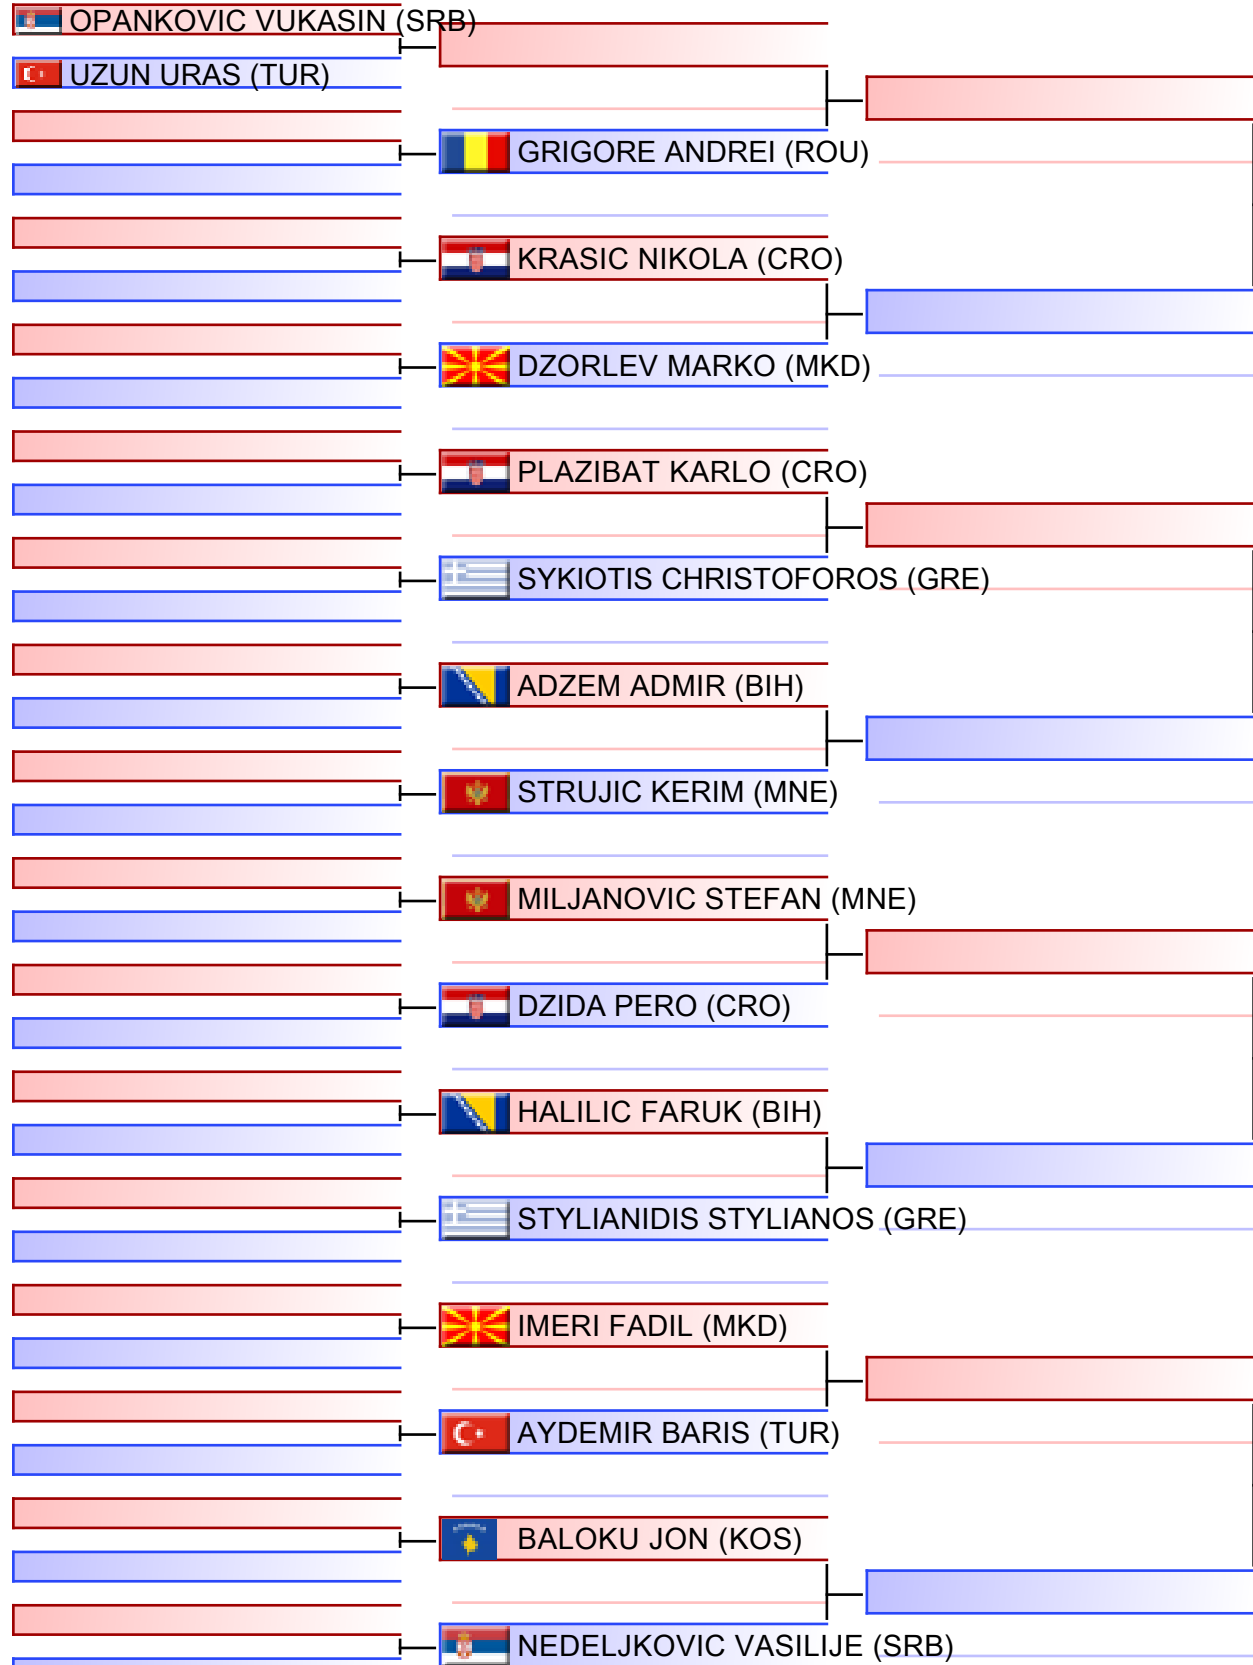 OPANKOVIC VUKASIN (SRB)
UZUN URAS (TUR)
GRIGORE ANDREI (ROU)
KRASIC NIKOLA (CRO)
DZORLEV MARKO (MKD)
PLAZIBAT KARLO (CRO)
SYKIOTIS CHRISTOFOROS (GRE)
ADZEM ADMIR (BIH)
STRUJIC KERIM (MNE)
MILJANOVIC STEFAN (MNE)
DZIDA PERO (CRO)
HALILIC FARUK (BIH)
STYLIANIDIS STYLIANOS (GRE)
IMERI FADIL (MKD)
AYDEMIR BARIS (TUR)
BALOKU JON (KOS)
NEDELJKOVIC VASILIJE (SRB)